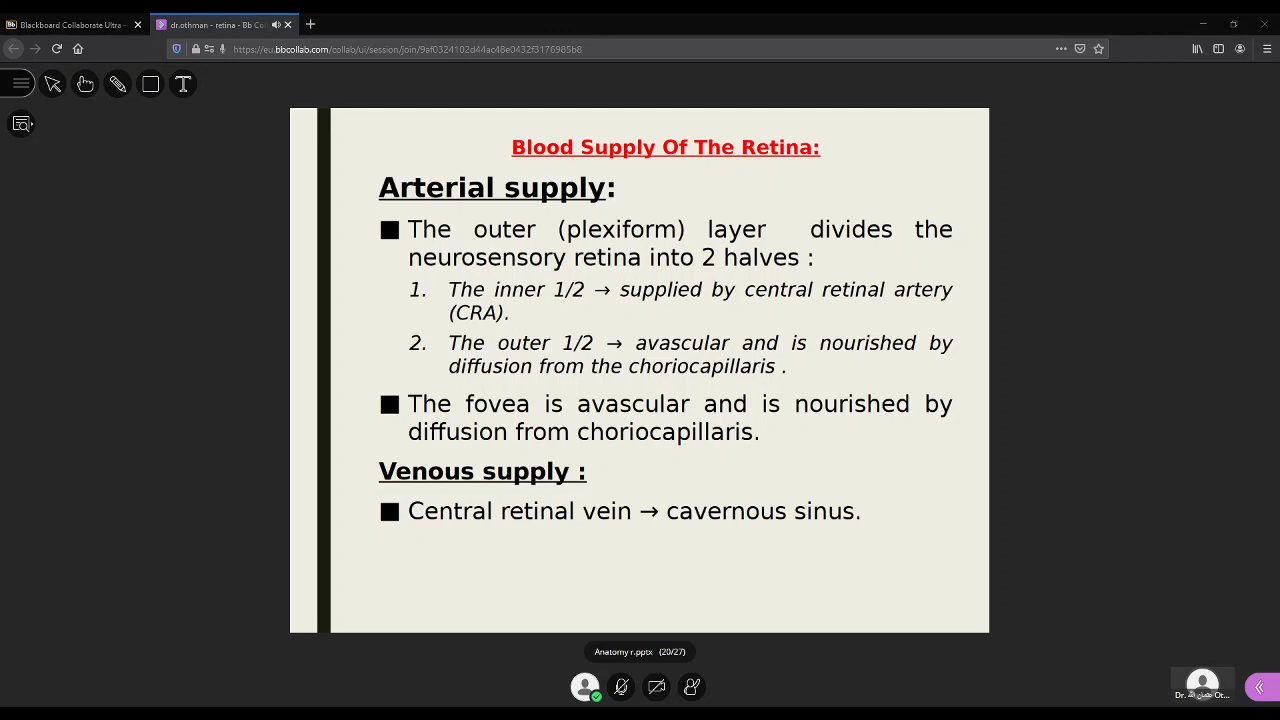 Blackboard Collaborate Ultra –
dr.othman - retina - Bb Co
https://eu.bbcollab.com/collab/ui/session/join/9af0324102d44ac48e0432f3176985b8
Blood Supply Of The Retina:
Arterial supply:
■ The outer (plexiform) layer divides the
neurosensory retina into 2 halves :
1. The inner 1/2 → supplied by central retinal artery
(CRA).
2. The outer 1/2 → avascular and is nourished by
diffusion from the choriocapillaris .
■ The fovea is avascular and is nourished by
diffusion from choriocapillaris.
Venous supply :
■ Central retinal vein → cavernous sinus.
Anatomy r.pptx (20/27)
Dr. Ot...